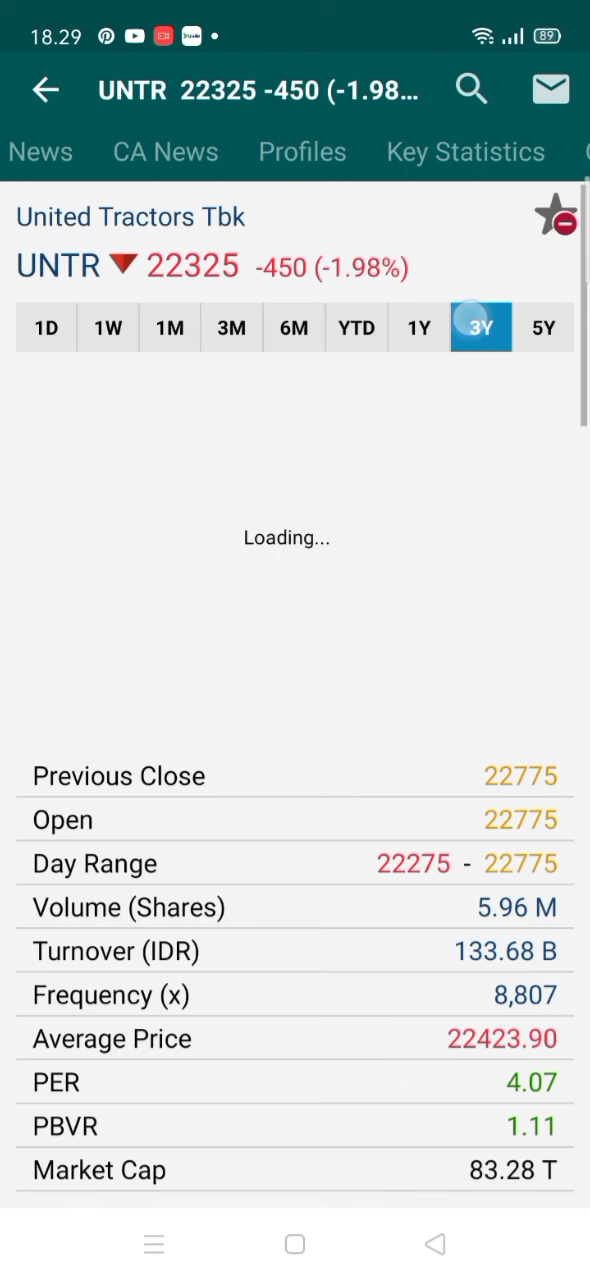 18.29 89
UNTR 22325 -450 (-1.98...
News CA News Profiles Key Statistics
United Tractors Tbk
UNTR 22325 -450 (-1.98%)
1D 1W 1M 3M 6M YTD 1Y 3Y 5Y
Loading...
Previous Close 22775
Open 22775
Day Range 22275 - 22775
Volume (Shares) 5.96 M
Turnover (IDR) 133.68 B
Frequency (x) 8,807
Average Price 22423.90
PER 4.07
PBVR 1.11
Market Cap 83.28 T